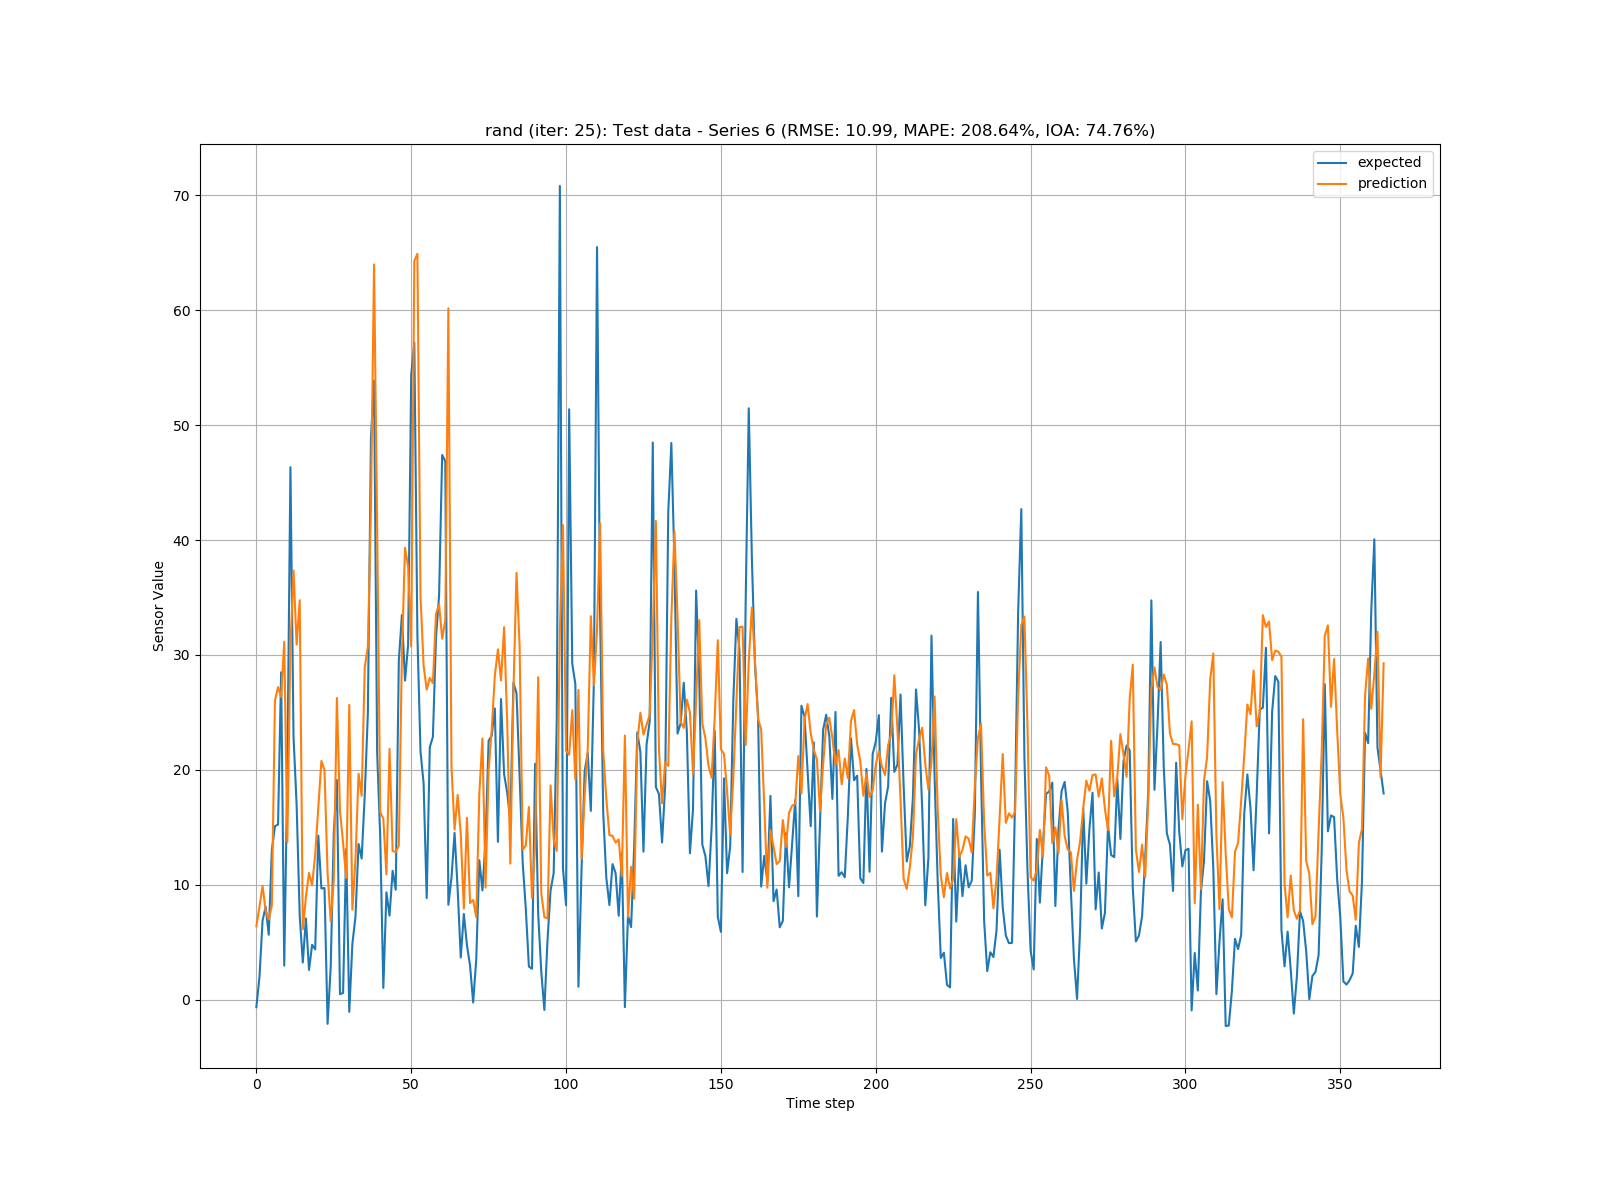 rand (iter: 25): Test data - Series 6 (RMSE: 10.99, MAPE: 208.64%, IOA: 74.76%)
expected
prediction
70
60
50
40
30
20
10
0
Sensor Value
0 50 100 150 200 250 300 350
Time step